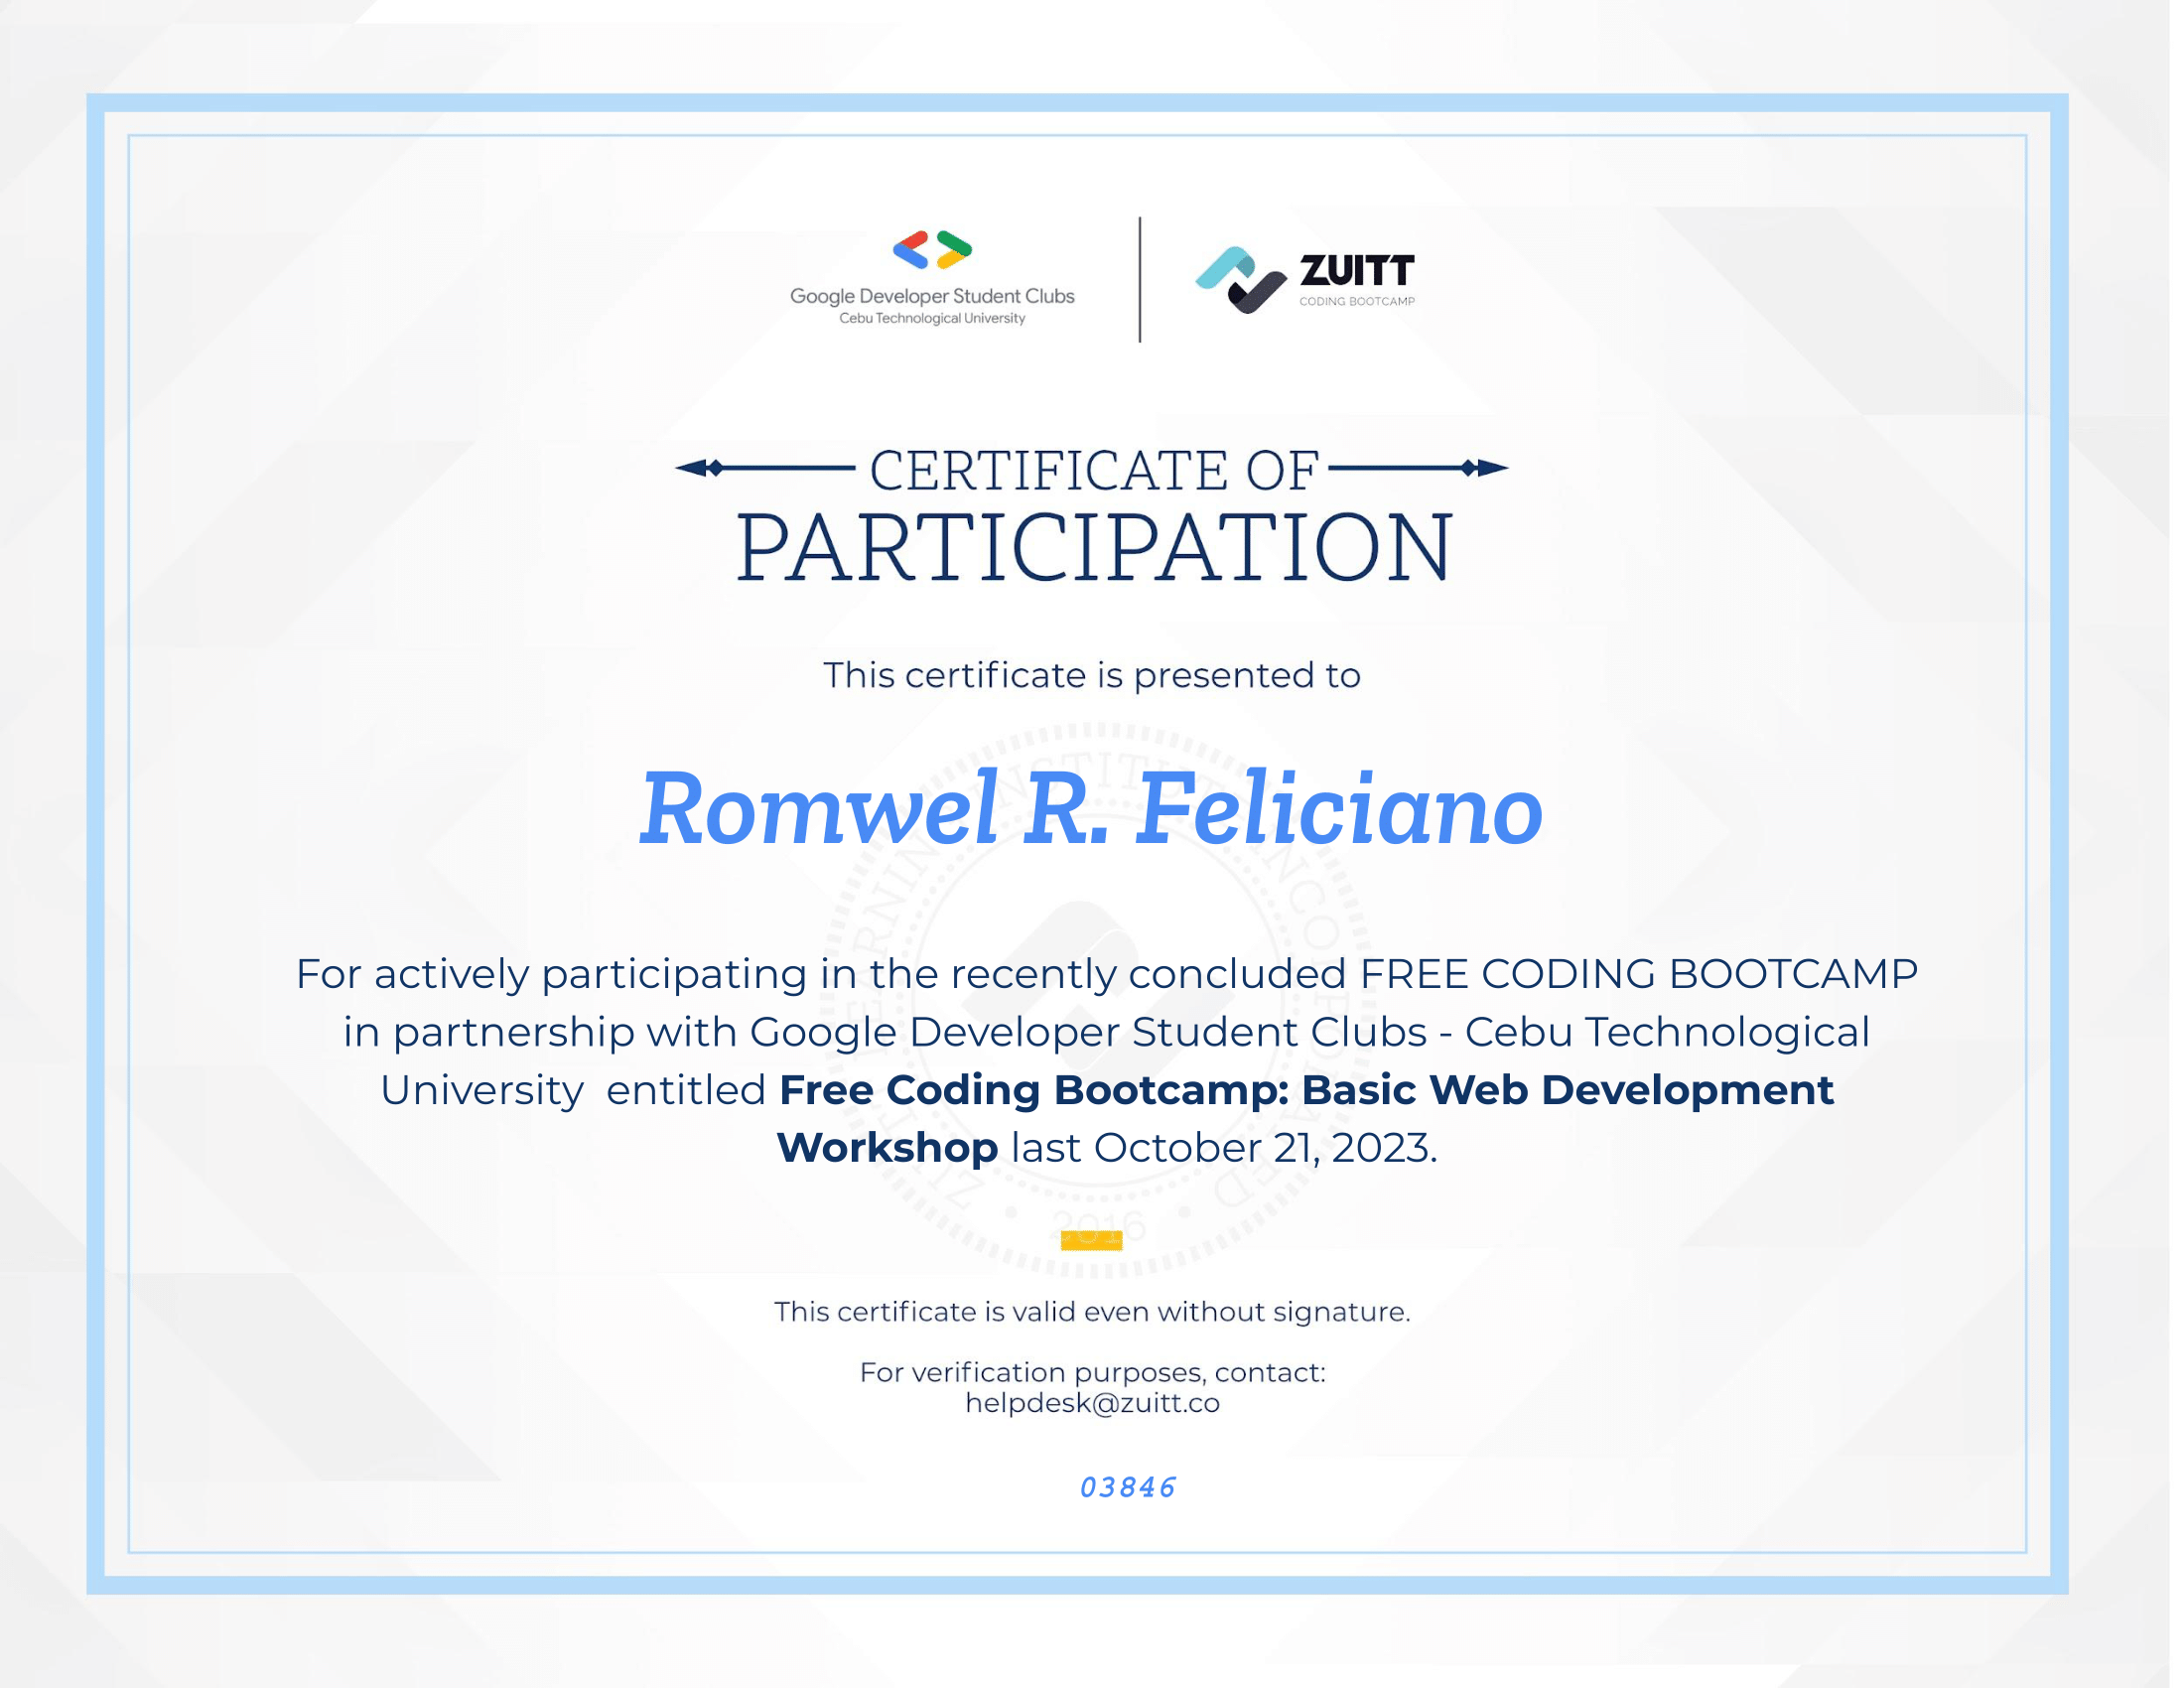 Google Developer Student Clubs
Cebu Technological University
ZUITT
CODING BOOTCAMP
CERTIFICATE OF
PARTICIPATION
This certificate is presented to
Romwel R. Feliciano
For actively participating in the recently concluded FREE CODING BOOTCAMP
in partnership with Google Developer Student Clubs - Cebu Technological
University  entitled Free Coding Bootcamp: Basic Web Development
Workshop last October 21, 2023.
2016
This certificate is valid even without signature.
For verification purposes, contact:
helpdesk@zuitt.co
03846